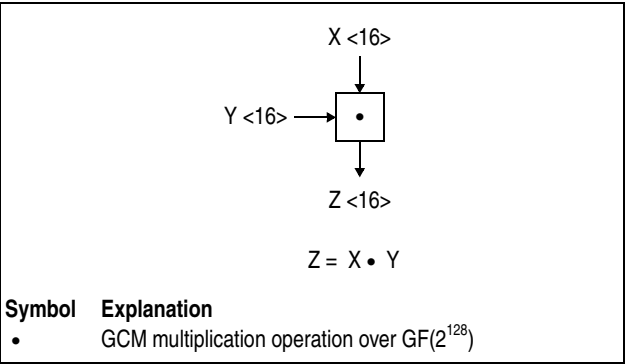 X <16>
Y <16>
•
Z <16>
Z = X • Y
Symbol Explanation
• GCM multiplication operation over GF(2^128)